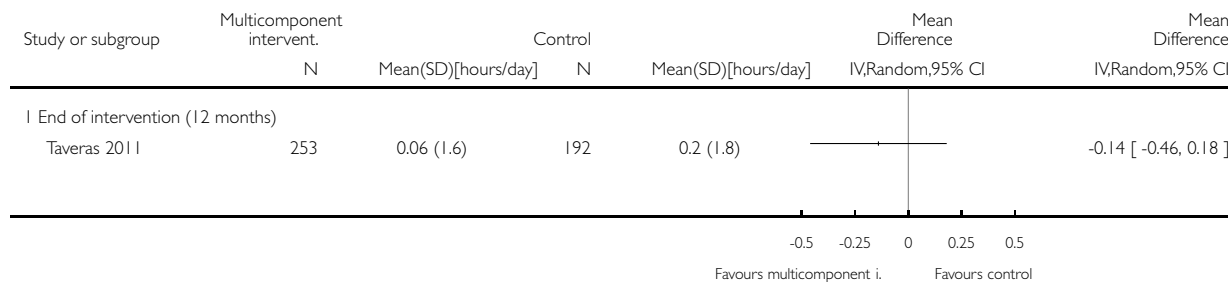 Study or subgroup Multicomponent intervent. Control Mean Difference Mean Difference
N Mean(SD)[hours/day] N Mean(SD)[hours/day] IV,Random,95% CI IV,Random,95% CI
1 End of intervention (12 months)
Taveras 2011 253 0.06 (1.6) 192 0.2 (1.8) -0.14 [ -0.46, 0.18 ]
-0.5 -0.25 0 0.25 0.5
Favours multicomponent i. Favours control